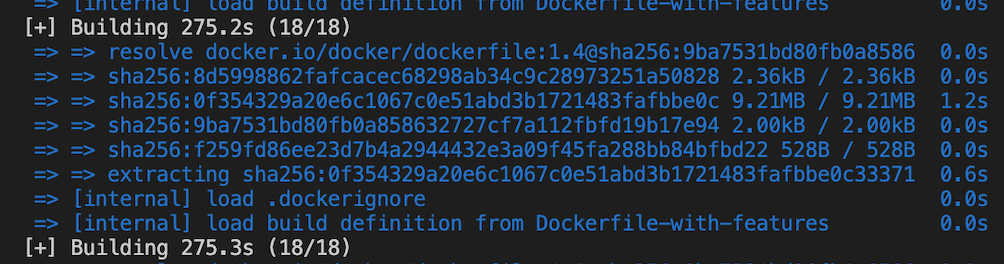 => [internal] load build definition from Dockerfile-with-features 0.0s
[+] Building 275.2s (18/18)
=> => resolve docker.io/docker/dockerfile:1.4@sha256:9ba7531bd80fb0a8586 0.0s
=> => sha256:8d5998862fafcacec68298ab34c9c28973251a50828 2.36kB / 2.36kB 0.0s
=> => sha256:0f354329a20e6c1067c0e51abd3b1721483fafbbe0c 9.21MB / 9.21MB 1.2s
=> => sha256:9ba7531bd80fb0a858632727cf7a112fbfd19b17e94 2.00kB / 2.00kB 0.0s
=> => sha256:f259fd86ee23d7b4a2944432e3a09f45fa288bb84bfbd22 528B / 528B 0.0s
=> => extracting sha256:0f354329a20e6c1067c0e51abd3b1721483fafbbe0c33371 0.6s
=> [internal] load .dockerignore 0.0s
=> [internal] load build definition from Dockerfile-with-features 0.0s
[+] Building 275.3s (18/18)